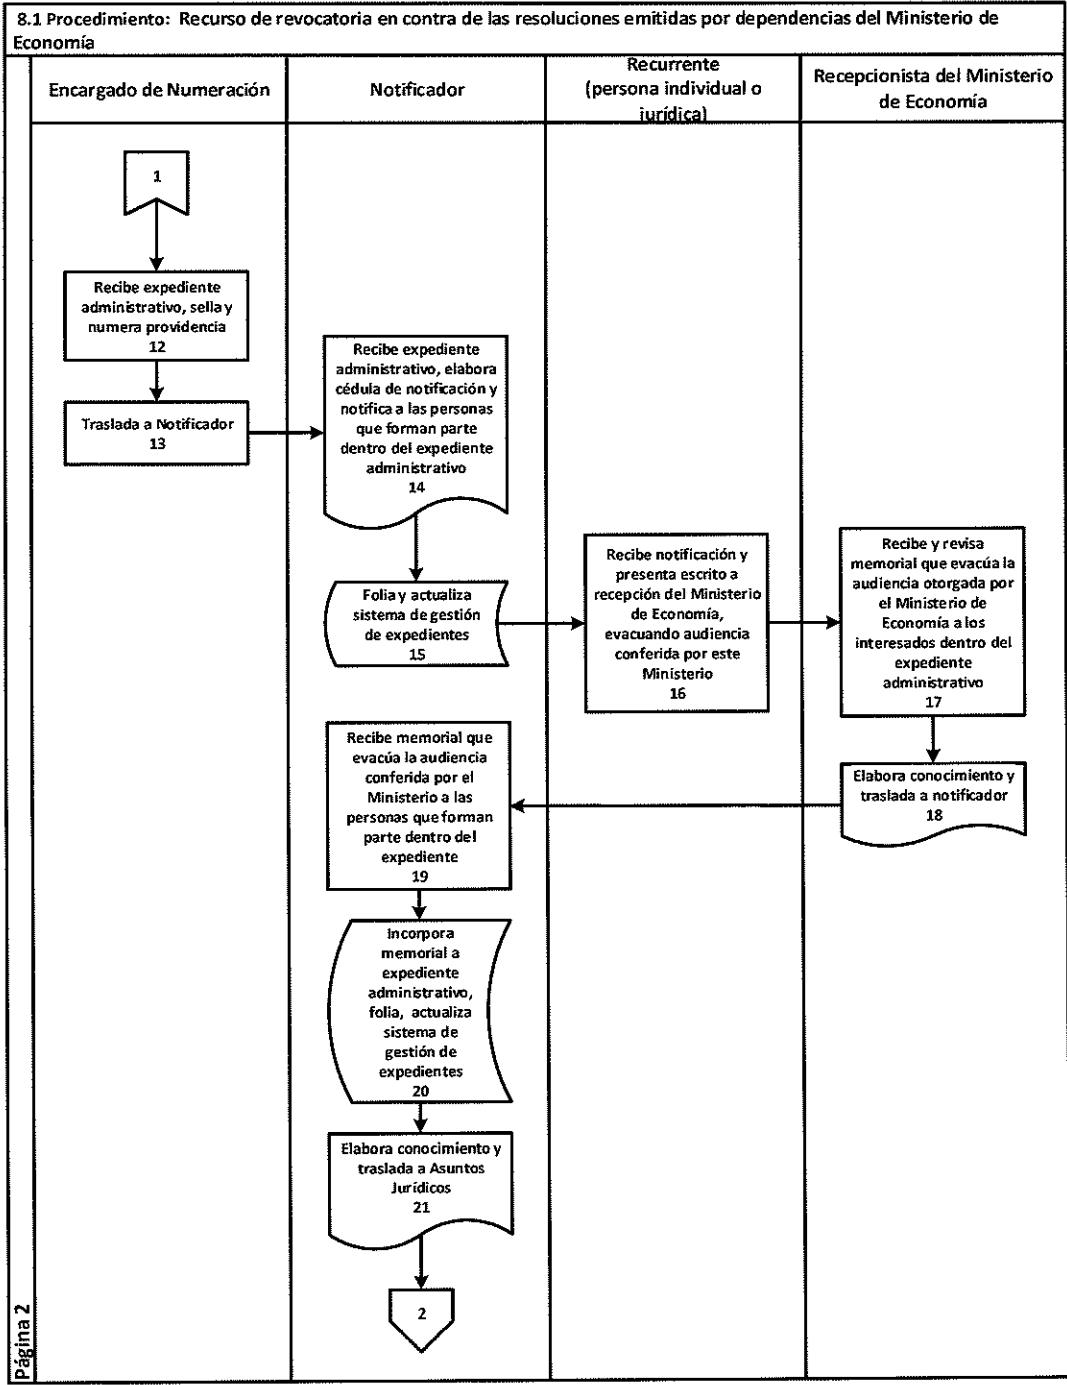 8.1 Procedimiento: Recurso de revocatoria en contra de las resoluciones emitidas por dependencias del Ministerio de
Economía
Encargado de Numeración
Notificador
Recurrente
(persona individual o
jurídica)
Recepcionista del Ministerio
de Economía
1
Recibe expediente
administrativo, sella y
numera providencia
12
Traslada a Notificador
13
Recibe expediente
administrativo, elabora
cédula de notificación y
notifica a las personas
que forman parte
dentro del expediente
administrativo
14
Folia y actualiza
sistema de gestión
de expedientes
15
Recibe notificación y
presenta escrito a
recepción del Ministerio
de Economía,
evacuando audiencia
conferida por este
Ministerio
16
Recibe y revisa
memorial que evacúa la
audiencia otorgada por
el Ministerio de
Economía a los
interesados dentro del
expediente
administrativo
17
Elabora conocimiento y
traslada a notificador
18
Recibe memorial que
evacúa la audiencia
conferida por el
Ministerio a las
personas que forman
parte dentro del
expediente
19
Incorpora
memorial a
expediente
administrativo,
folia, actualiza
sistema de
gestión de
expedientes
20
Elabora conocimiento y
traslada a Asuntos
Jurídicos
21
2
Página 2